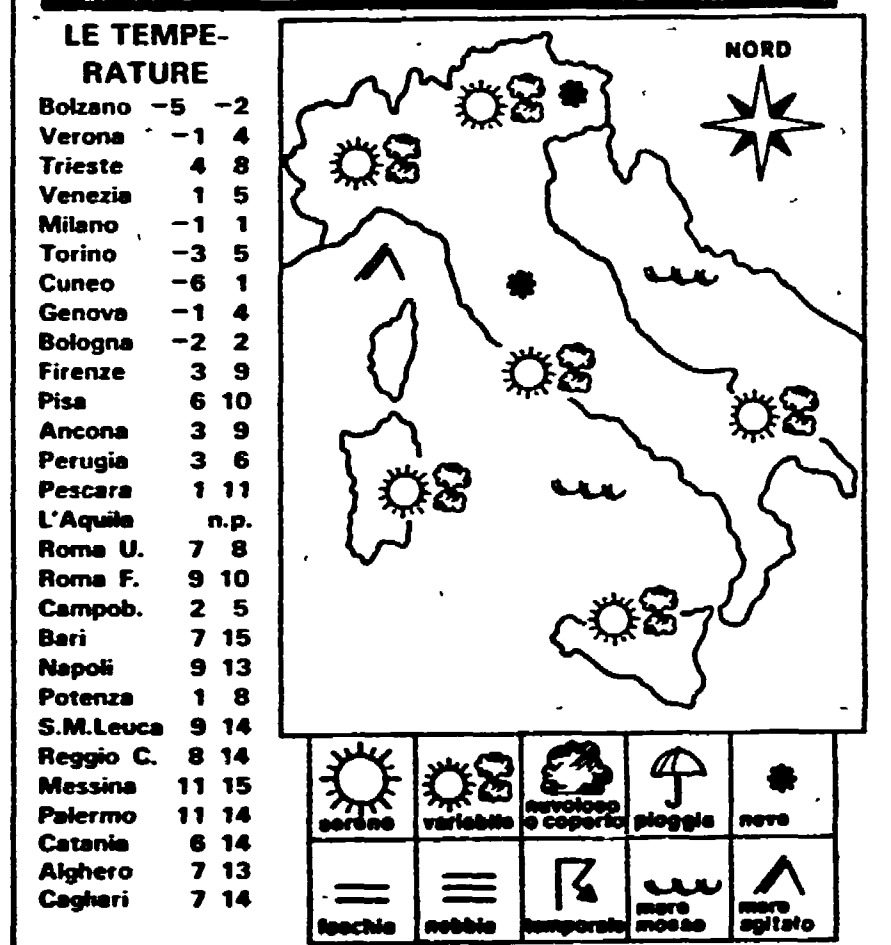 LE TEMPE-
RATURE
Bolzano −5 −2
Verona −1 4
Trieste 4 8
Venezia 1 5
Milano −1 1
Torino −3 5
Cuneo −6 1
Genova −1 4
Bologna −2 2
Firenze 3 9
Pisa 6 10
Ancona 3 9
Perugia 3 6
Pescara 1 11
L'Aquila n.p.
Roma U. 7 8
Roma F. 9 10
Campob. 2 5
Bari 7 15
Napoli 9 13
Potenza 1 8
S.M.Leuca 9 14
Reggio C. 8 14
Messina 11 15
Palermo 11 14
Catania 6 14
Alghero 7 13
Cagliari 7 14
NORD
sereno
variabile
nuvoloso
o coperto
pioggia
neve
foschia
nebbia
temporale
mare
mosso
mare
agitato